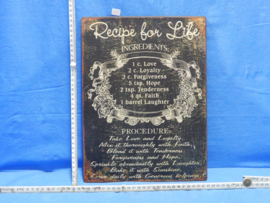 Recipe for Life
INGREDIENTS:
1 c. Love
2 c. Loyalty
3 c. Forgiveness
5 tsp. Hope
2 tsp. Tenderness
4 qt. Faith
1 barrel Laughter
PROCEDURE:
Take Love and Loyalty,
Mix it thoroughly with Faith,
Blend it with Tenderness,
Forgiveness and Hope,
Sprinkle abundantly with Laughter,
Bake it with Sunshine,